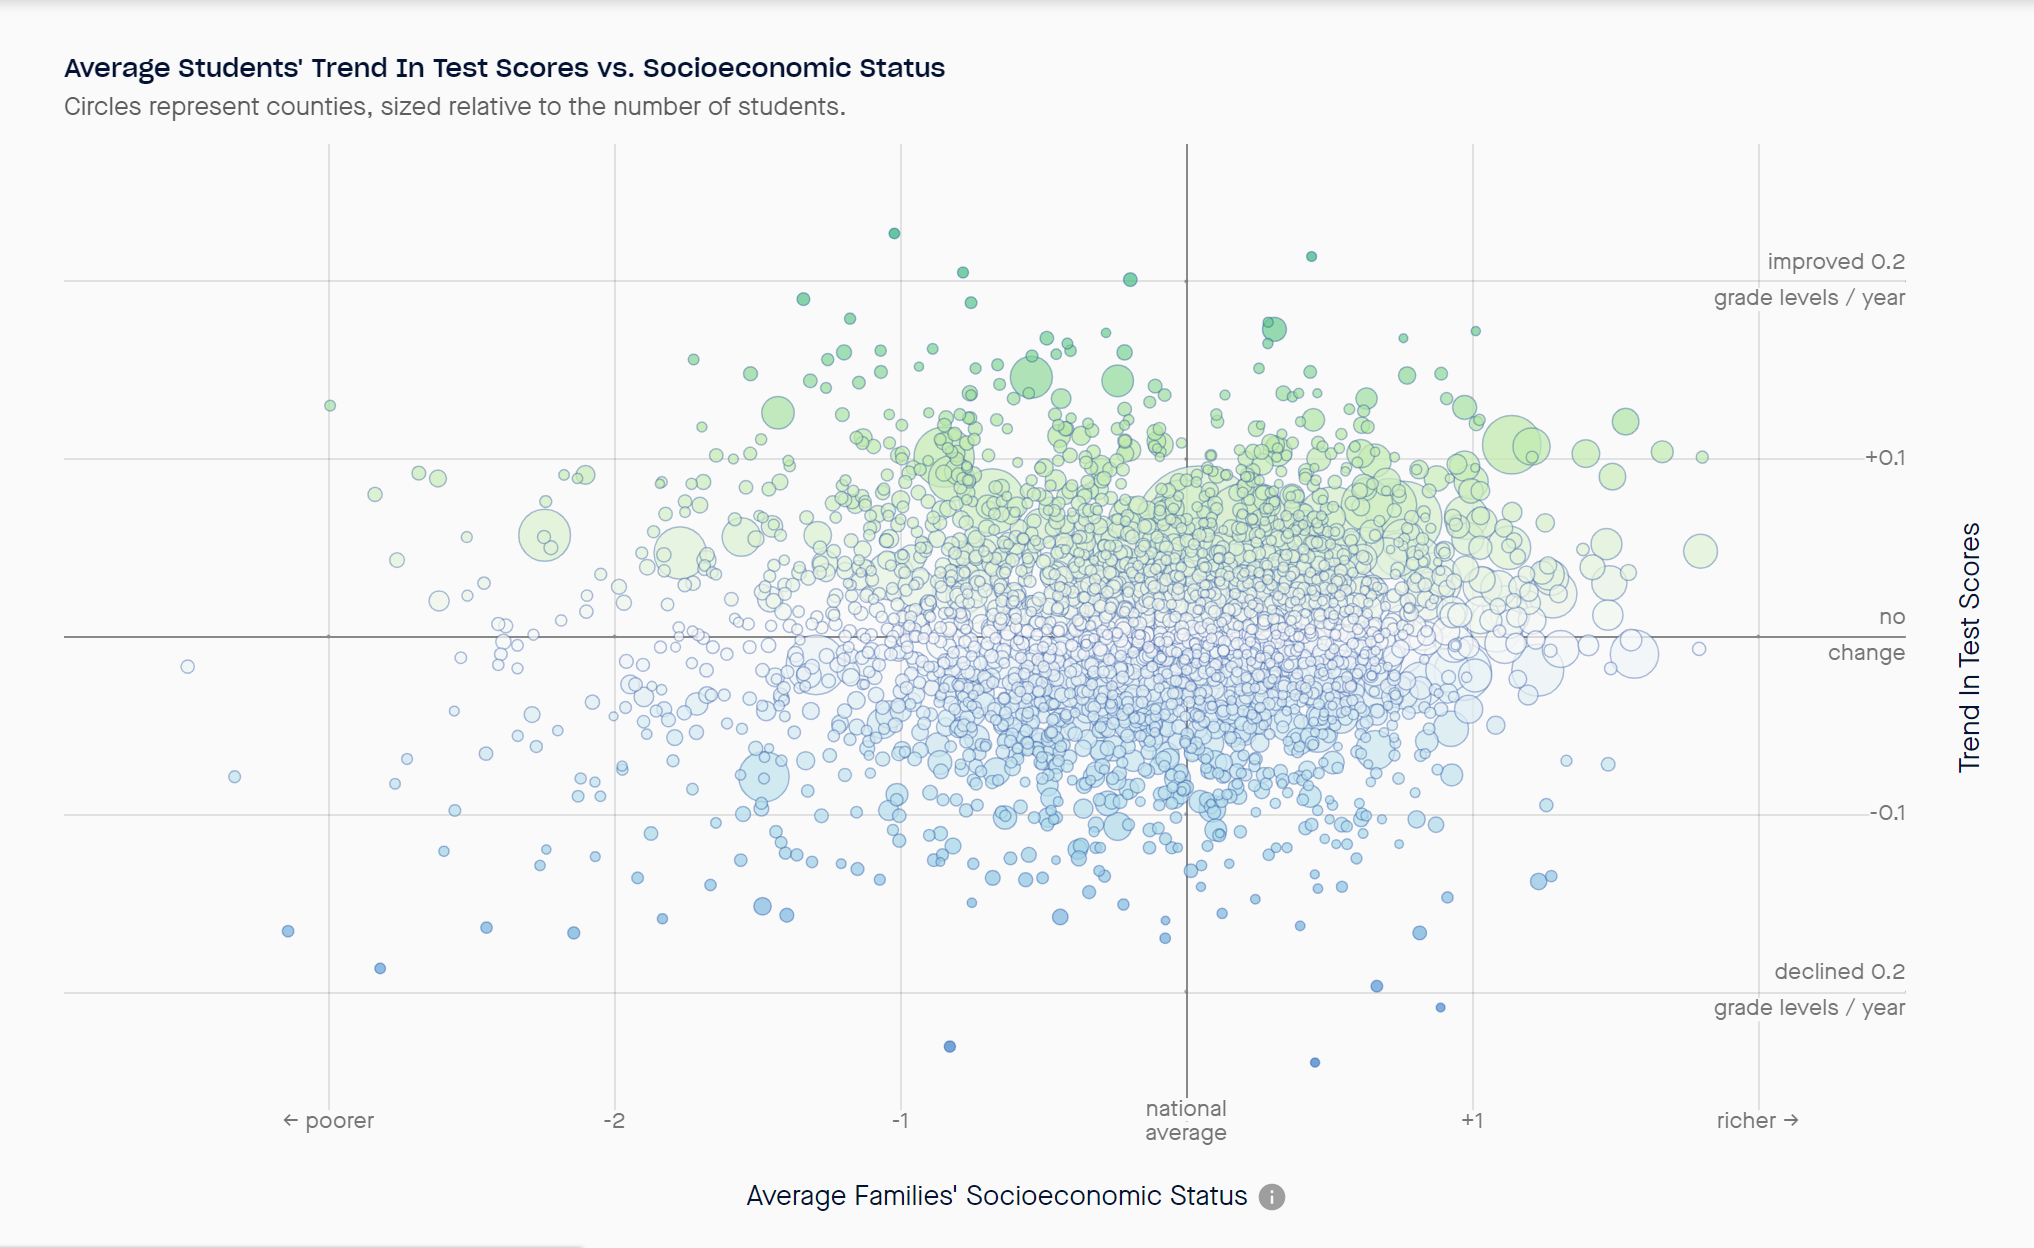 Average Students' Trend In Test Scores vs. Socioeconomic Status
Circles represent counties, sized relative to the number of students.
improved 0.2
grade levels / year
+0.1
no
change
-0.1
declined 0.2
grade levels / year
Trend In Test Scores
← poorer
-2
-1
national
average
+1
richer →
Average Families' Socioeconomic Status i